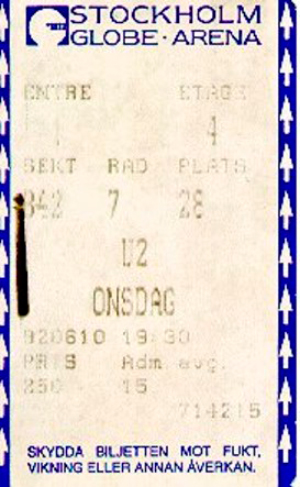 STOCKHOLM
GLOBE·ARENA
ENTRE ETAGE
1 4
SEKT RAD PLATS
342 7 28
U2
ONSDAG
920610 19:30
PRIS Adm avg.
250 15
714215
SKYDDA BILJETTEN MOT FUKT,
VIKNING ELLER ANNAN ÅVERKAN.